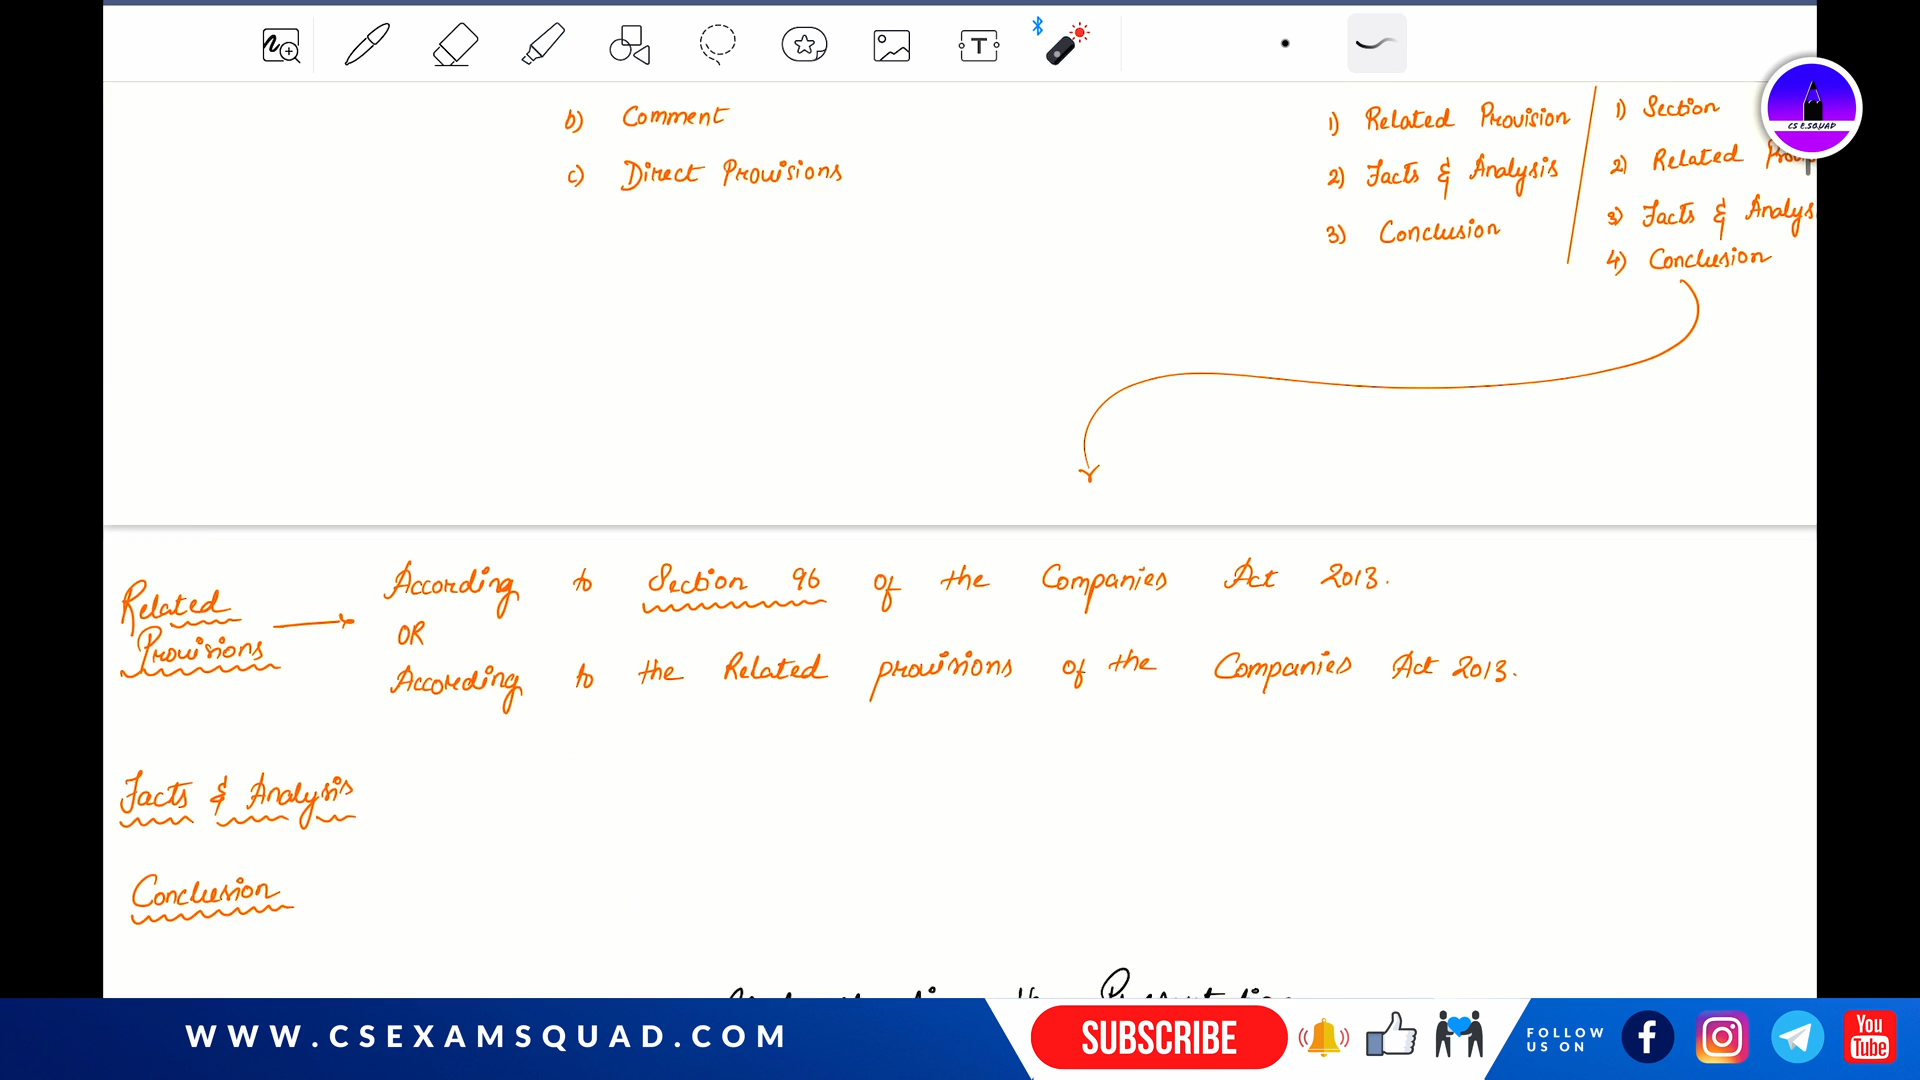 b) Comment
c) Direct Provisions
1) Related Provision
2) Facts & Analysis
3) Conclusion
1) Section
2) Related
3) Facts & Analys
4) Conclusion
CS E.SQUAD
T
Related Provisions
According to Section 96 of the Companies Act 2013.
OR
According to the Related provisions of the Companies Act 2013.
Facts & Analysis
Conclusion
WWW.CSEXAMSQUAD.COM
SUBSCRIBE
FOLLOW
US ON
You
Tube